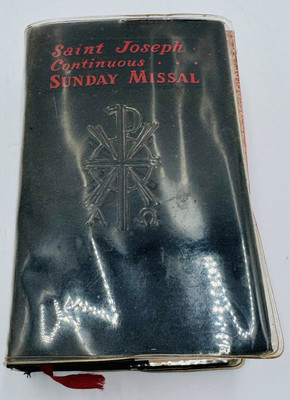 Saint Joseph
Continuous . . .
SUNDAY MISSAL
Α Ω